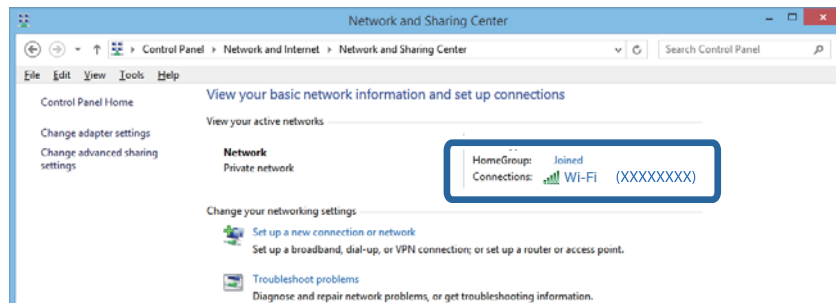 Network and Sharing Center
Control Panel Network and Internet Network and Sharing Center Search Control Panel
File Edit View Tools Help
Control Panel Home
Change adapter settings
Change advanced sharing
settings
View your basic network information and set up connections
View your active networks
Network
Private network
HomeGroup: Joined
Connections: Wi-Fi (XXXXXXXX)
Change your networking settings
Set up a new connection or network
Set up a broadband, dial-up, or VPN connection; or set up a router or access point.
Troubleshoot problems
Diagnose and repair network problems, or get troubleshooting information.